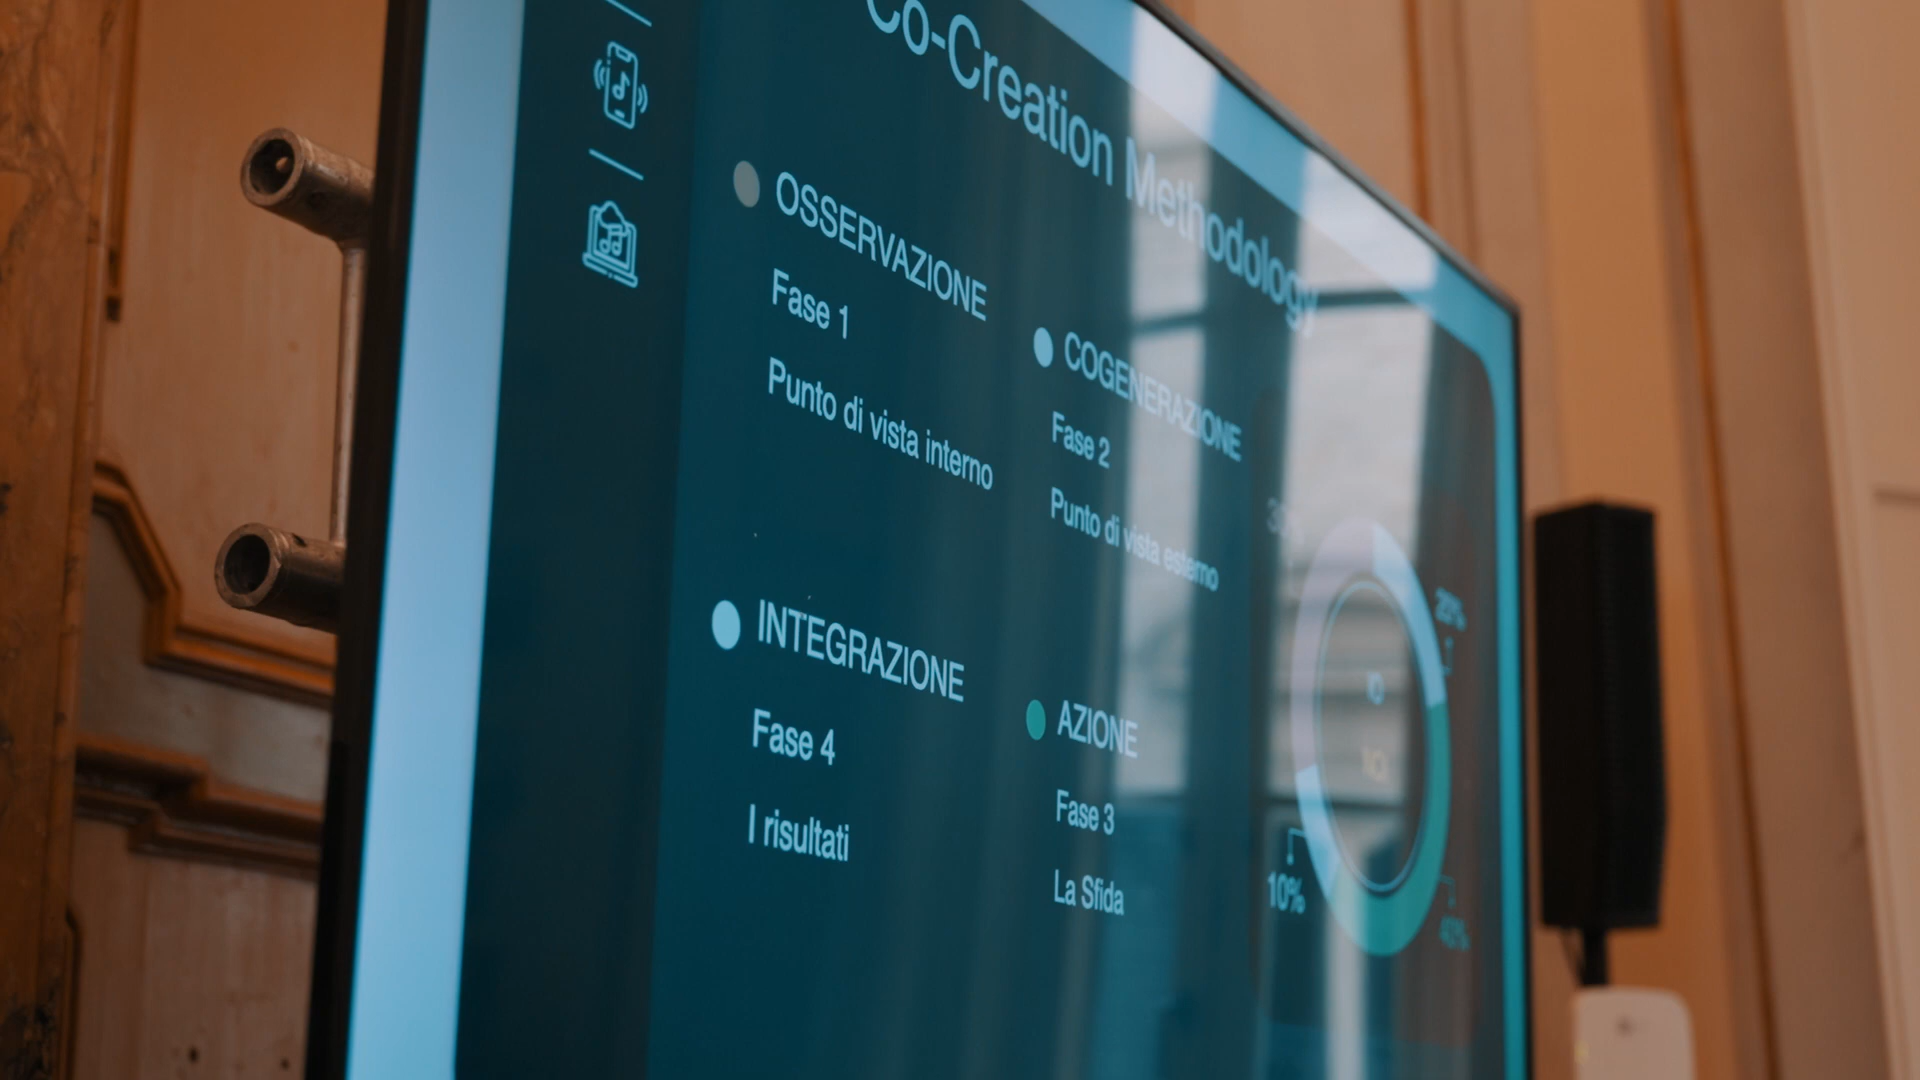 Co-Creation Methodology
OSSERVAZIONE
Fase 1
Punto di vista interno
COGENERAZIONE
Fase 2
Punto di vista esterno
INTEGRAZIONE
Fase 4
I risultati
AZIONE
Fase 3
La Sfida
20%
10%
40%